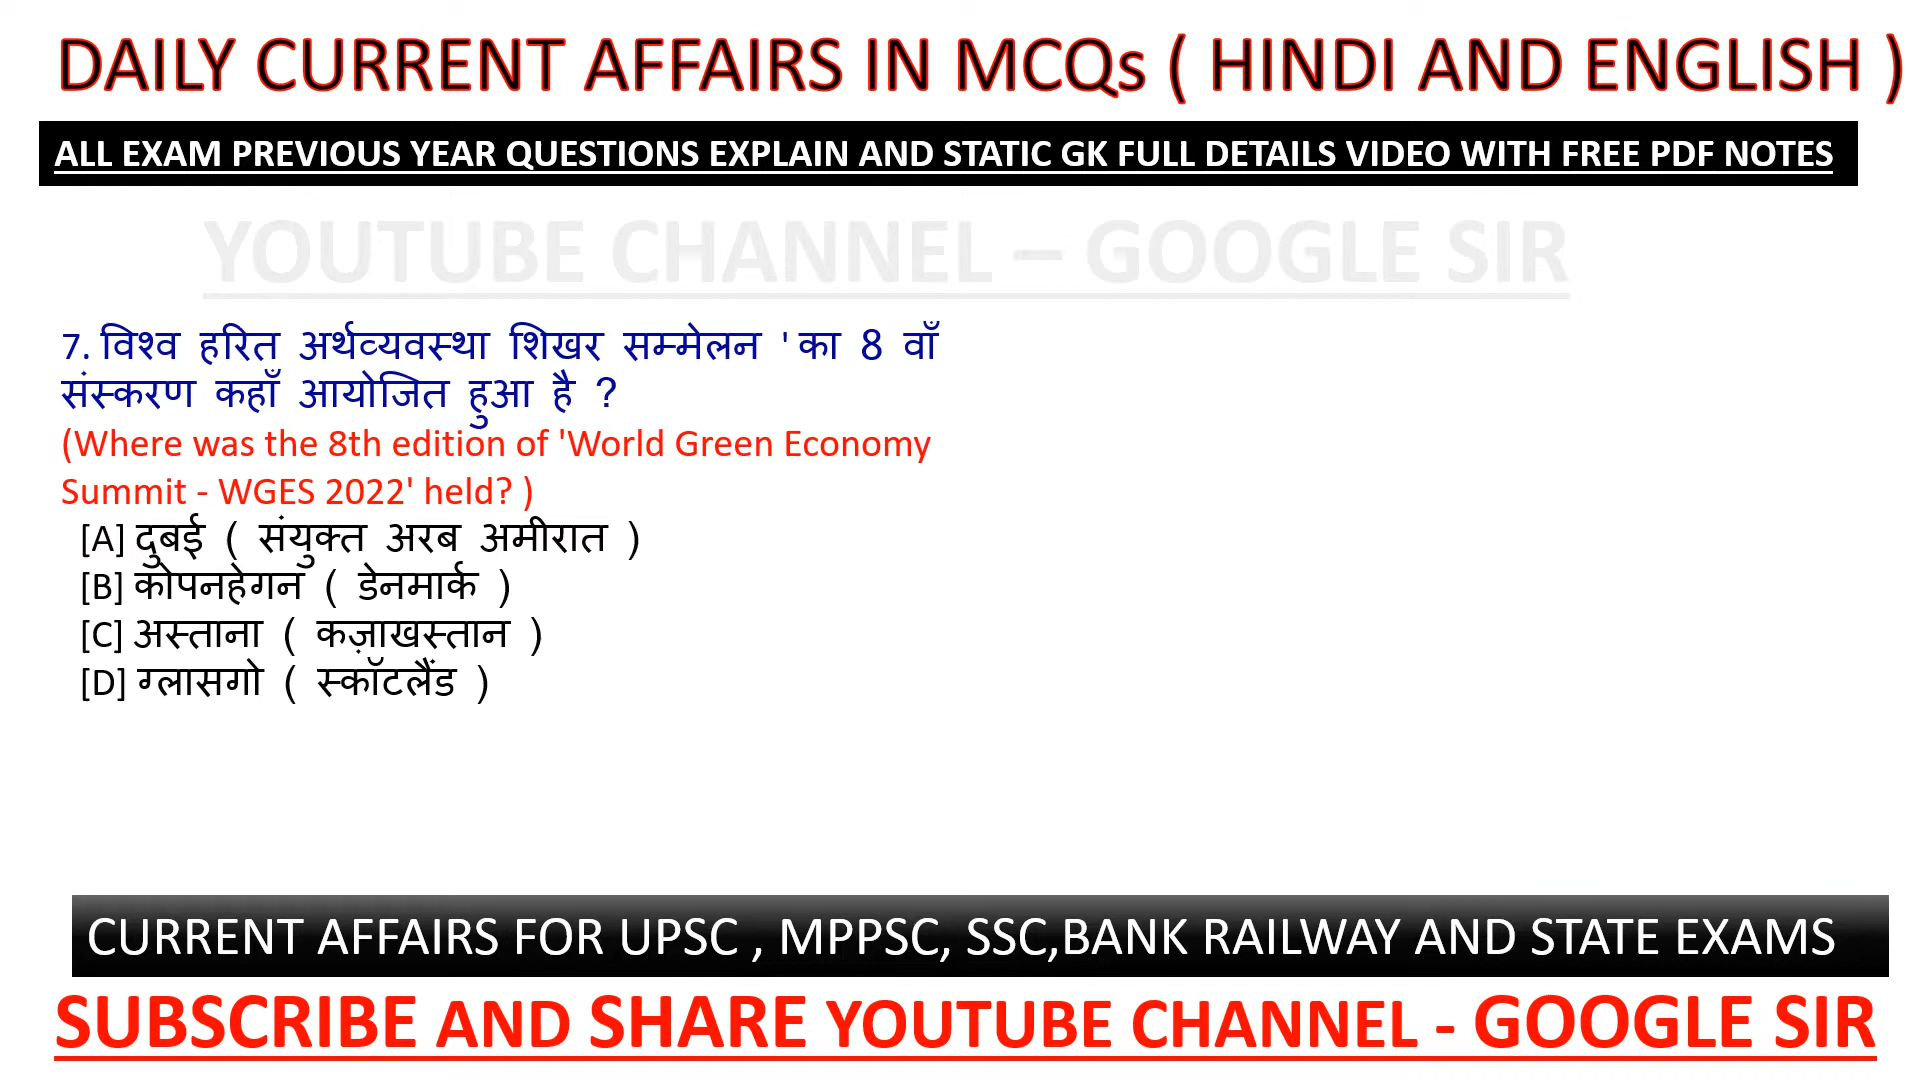 DAILY CURRENT AFFAIRS IN MCQs ( HINDI AND ENGLISH )
ALL EXAM PREVIOUS YEAR QUESTIONS EXPLAIN AND STATIC GK FULL DETAILS VIDEO WITH FREE PDF NOTES
YOUTUBE CHANNEL – GOOGLE SIR
7. विश्व हरित अर्थव्यवस्था शिखर सम्मेलन ' का 8 वाँ
संस्करण कहाँ आयोजित हुआ है ?
(Where was the 8th edition of 'World Green Economy
Summit - WGES 2022' held? )
[A] दुबई ( संयुक्त अरब अमीरात )
[B] कोपनहेगन ( डेनमार्क )
[C] अस्ताना ( कज़ाखस्तान )
[D] ग्लासगो ( स्कॉटलैंड )
CURRENT AFFAIRS FOR UPSC , MPPSC, SSC,BANK RAILWAY AND STATE EXAMS
SUBSCRIBE AND SHARE YOUTUBE CHANNEL - GOOGLE SIR